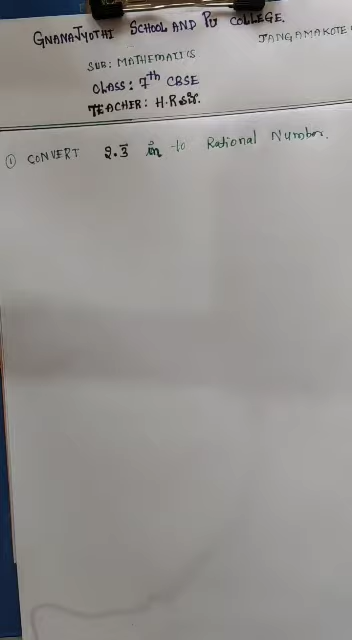 GNANAJYOTHI SCHOOL AND PU COLLEGE.
JANGAMAKOTE
SUB: MATHEMATICS
CLASS: 7th CBSE
TEACHER: H.R
① CONVERT 2.3̅ in to Rational Number.